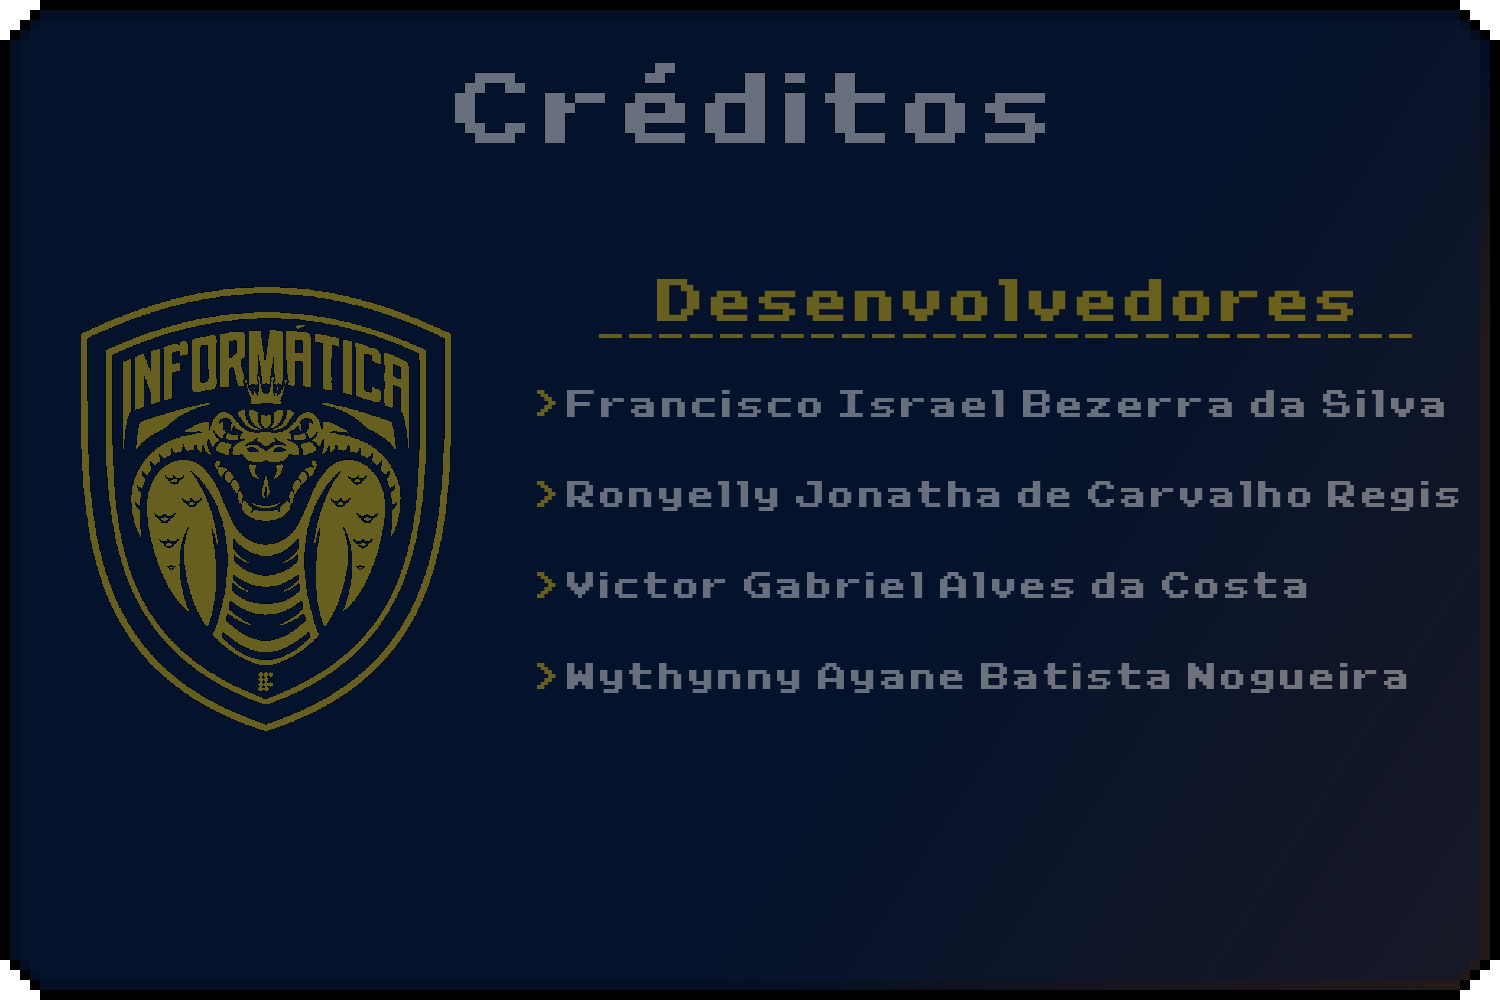 Créditos
INFORMÁTICA
Desenvolvedores
>Francisco Israel Bezerra da Silva
>Ronyelly Jonatha de Carvalho Regis
>Victor Gabriel Alves da Costa
>Wythynny Ayane Batista Nogueira